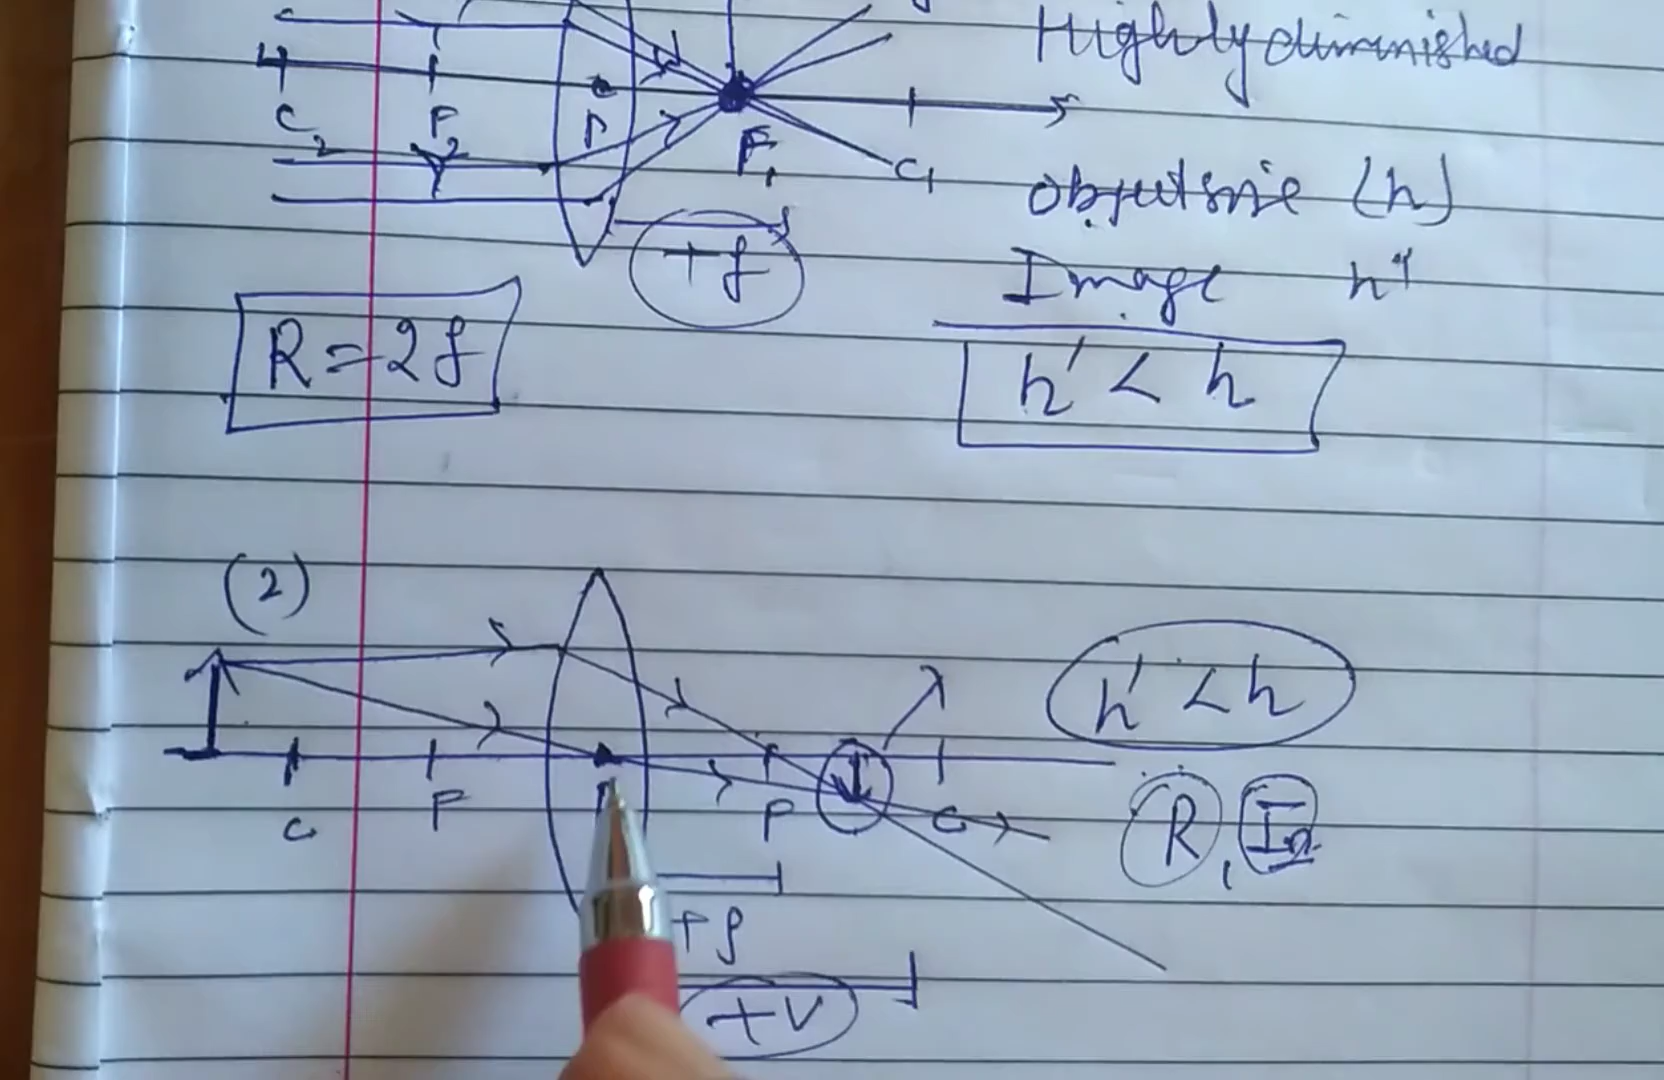 Highly diminished
C₂ F₂ P F₁ C₁
Object size (h)
+f
Image h'
R = 2f
h' < h
(2)
h' < h
C F F C
R, In
+f
+v